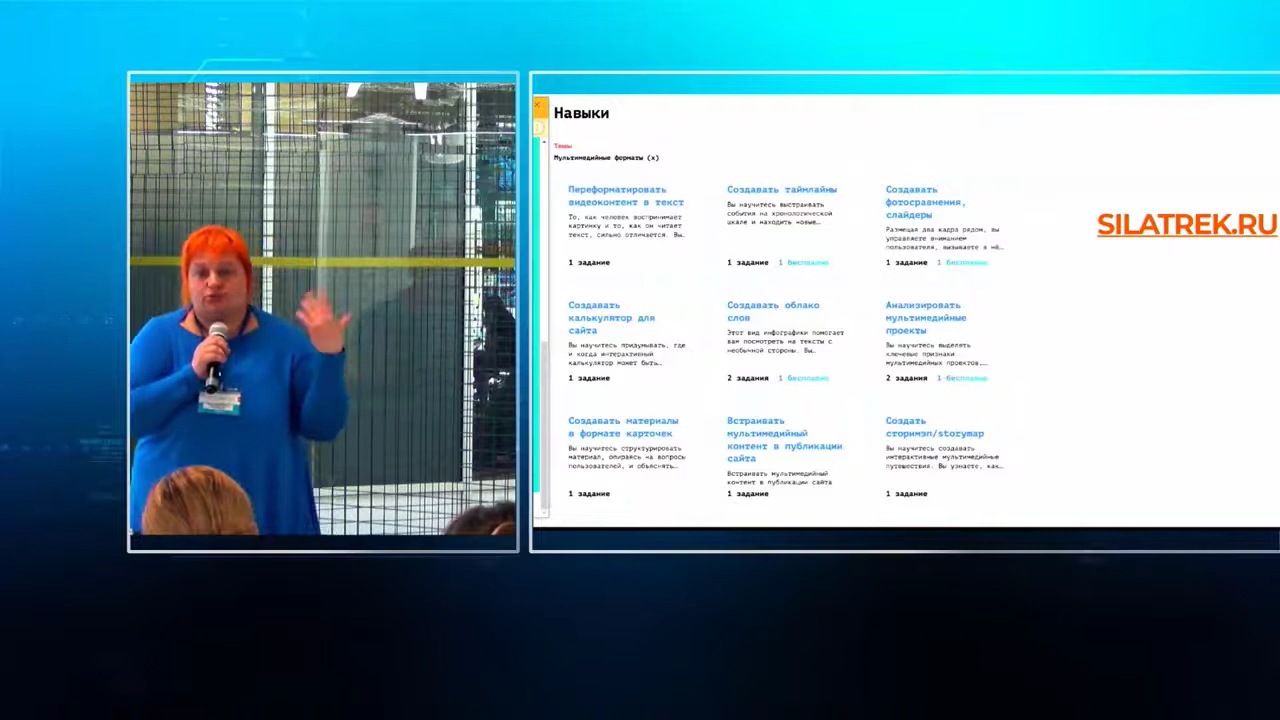 Навыки
Темы
Мультимедийные форматы (x)
Переформатировать
видеоконтент в текст
То, как человек воспринимает
картинку и то, как он читает
текст, сильно отличается. Вы…
1 задание
Создавать таймлайны
Вы научитесь выстраивать
события на хронологической
шкале и находить новые…
1 задание 1 бесплатно
Создавать
фотосравнения,
слайдеры
Размещая два кадра рядом, вы
управляете вниманием
пользователя, вызываете в нё…
1 задание 1 бесплатно
SILATREK.RU
Создавать
калькулятор для
сайта
Вы научитесь придумывать, где
и когда интерактивный
калькулятор может быть…
1 задание
Создавать облако
слов
Этот вид инфографики помогает
вам посмотреть на тексты с
необычной стороны. Вы…
2 задания 1 бесплатно
Анализировать
мультимедийные
проекты
Вы научитесь выделять
ключевые признаки
мультимедийных проектов,…
2 задания 1 бесплатно
Создавать материалы
в формате карточек
Вы научитесь структурировать
материал, опираясь на вопросы
пользователей, и объяснять…
1 задание
Встраивать
мультимедийный
контент в публикации
сайта
Встраивать мультимедийный
контент в публикации сайта
1 задание
Создать
сторимэп/storymap
Вы научитесь создавать
интерактивные мультимедийные
путешествия. Вы узнаете, как…
1 задание